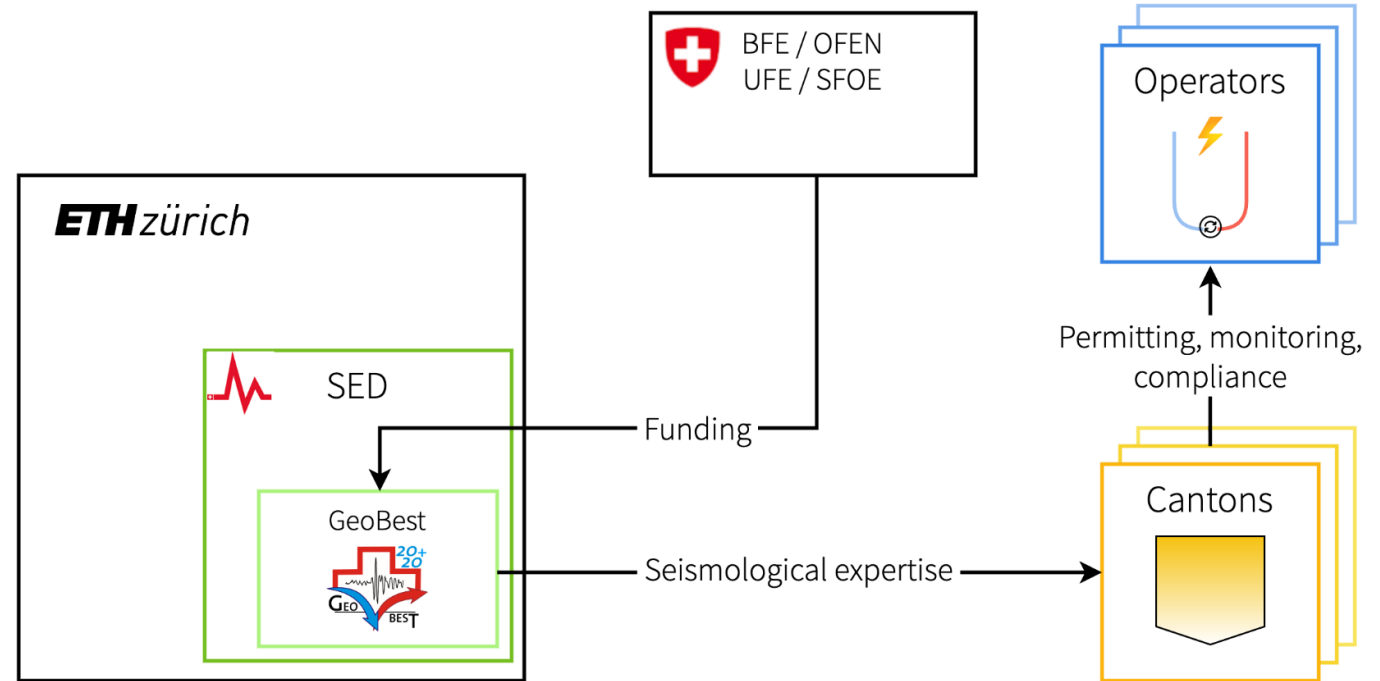 BFE / OFEN
UFE / SFOE
Operators
ETH zürich
Permitting, monitoring,
compliance
SED
Funding
GeoBest
20+
20
GEO
BEST
Seismological expertise
Cantons